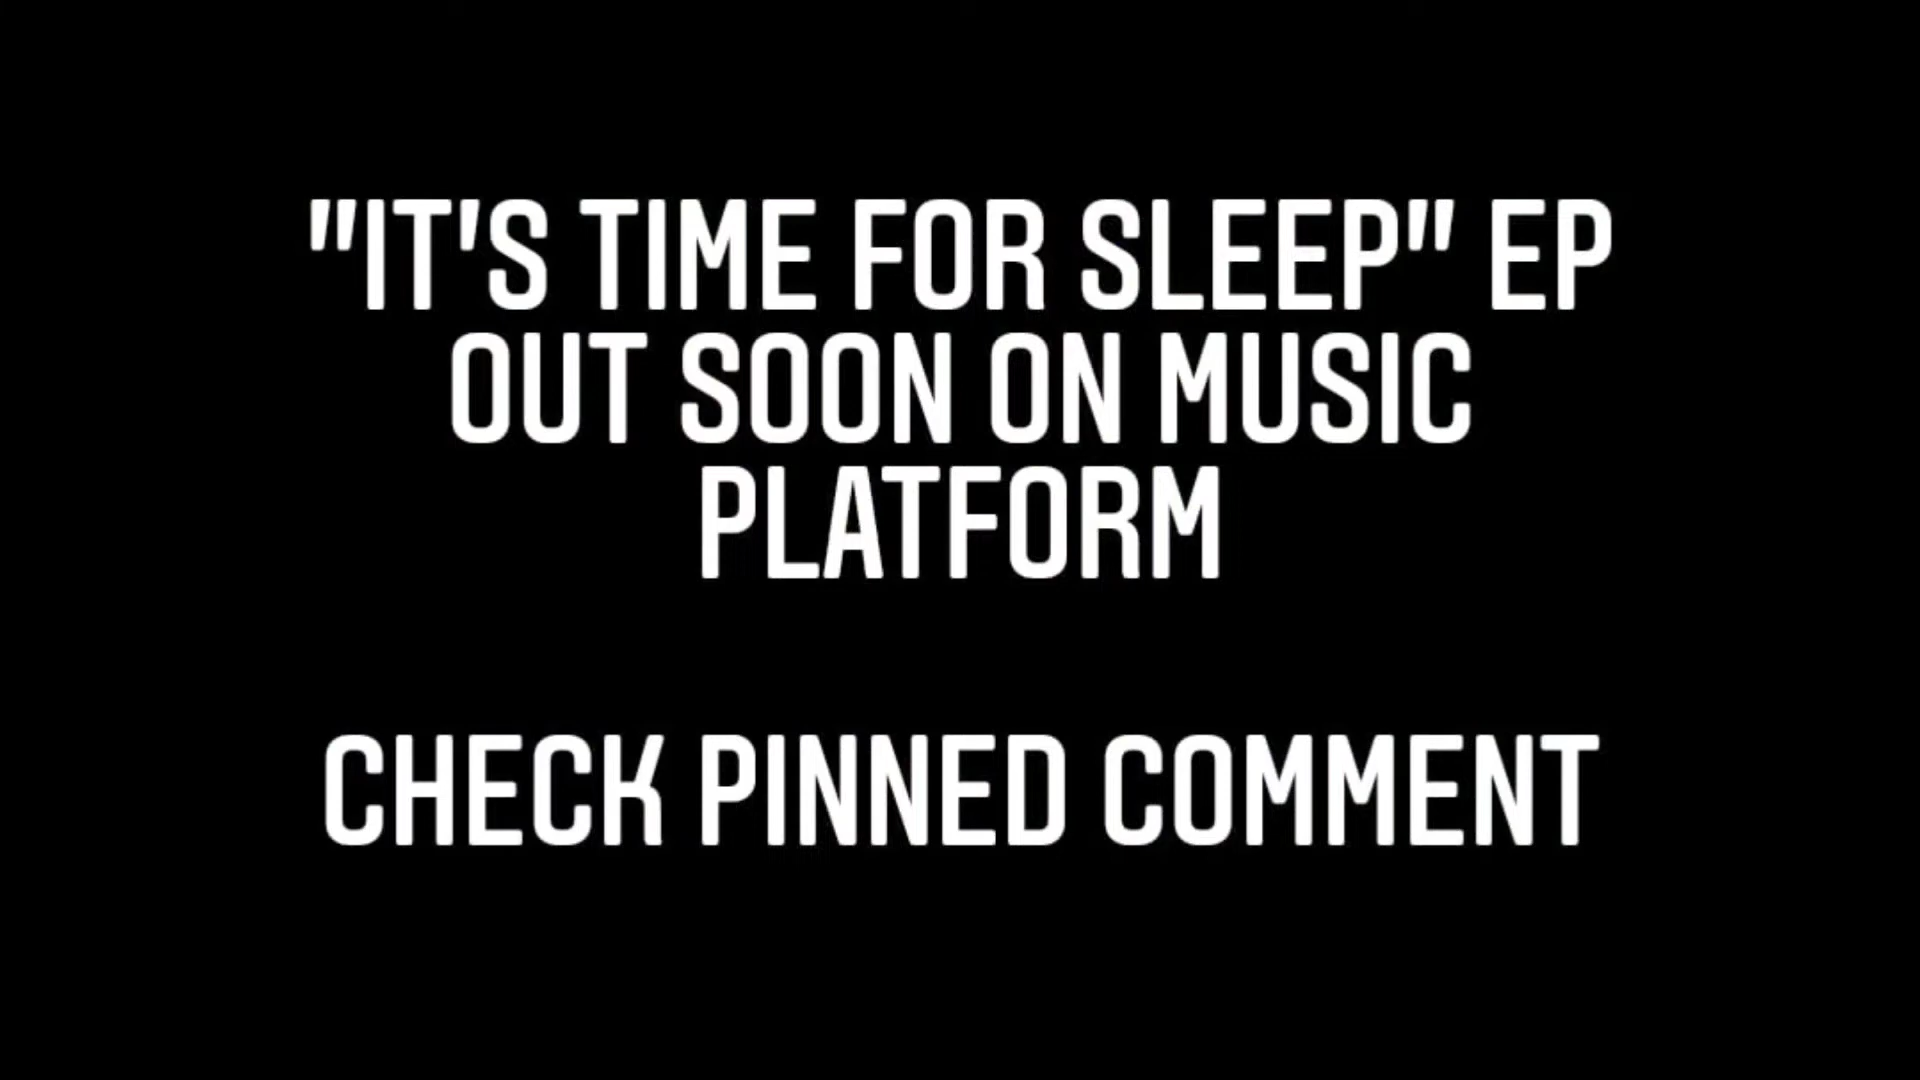 "IT'S TIME FOR SLEEP" EP
OUT SOON ON MUSIC
PLATFORM
CHECK PINNED COMMENT